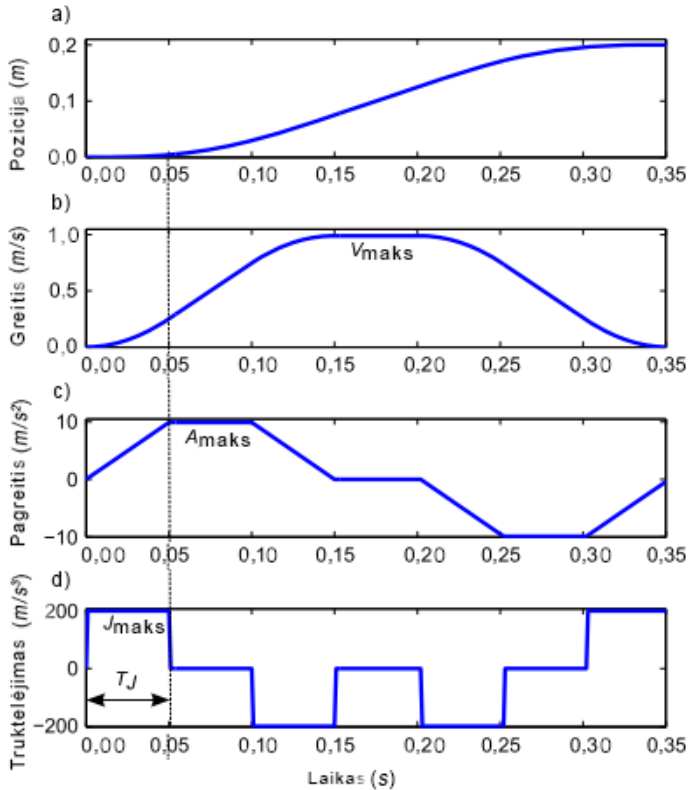 a)
Pozicija (m)
0,2
0,1
0,0
0,00 0,05 0,10 0,15 0,20 0,25 0,30 0,35
b)
Greitis (m/s)
1,0
0,5
0,0
Vmaks
0,00 0,05 0,10 0,15 0,20 0,25 0,30 0,35
c)
Pagreitis (m/s²)
10
0
−10
Amaks
0,00 0,05 0,10 0,15 0,20 0,25 0,30 0,35
d)
Truktelėjimas (m/s³)
200
0
−200
Jmaks
TJ
0,00 0,05 0,10 0,15 0,20 0,25 0,30 0,35
Laikas (s)